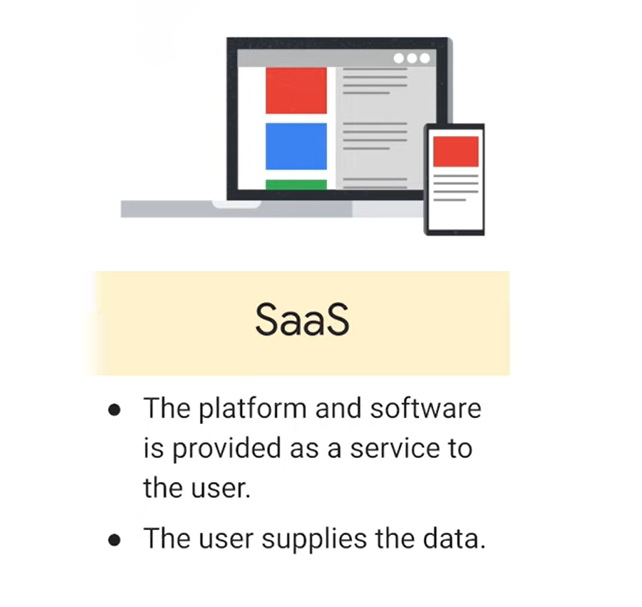 SaaS
● The platform and software
is provided as a service to
the user.
● The user supplies the data.